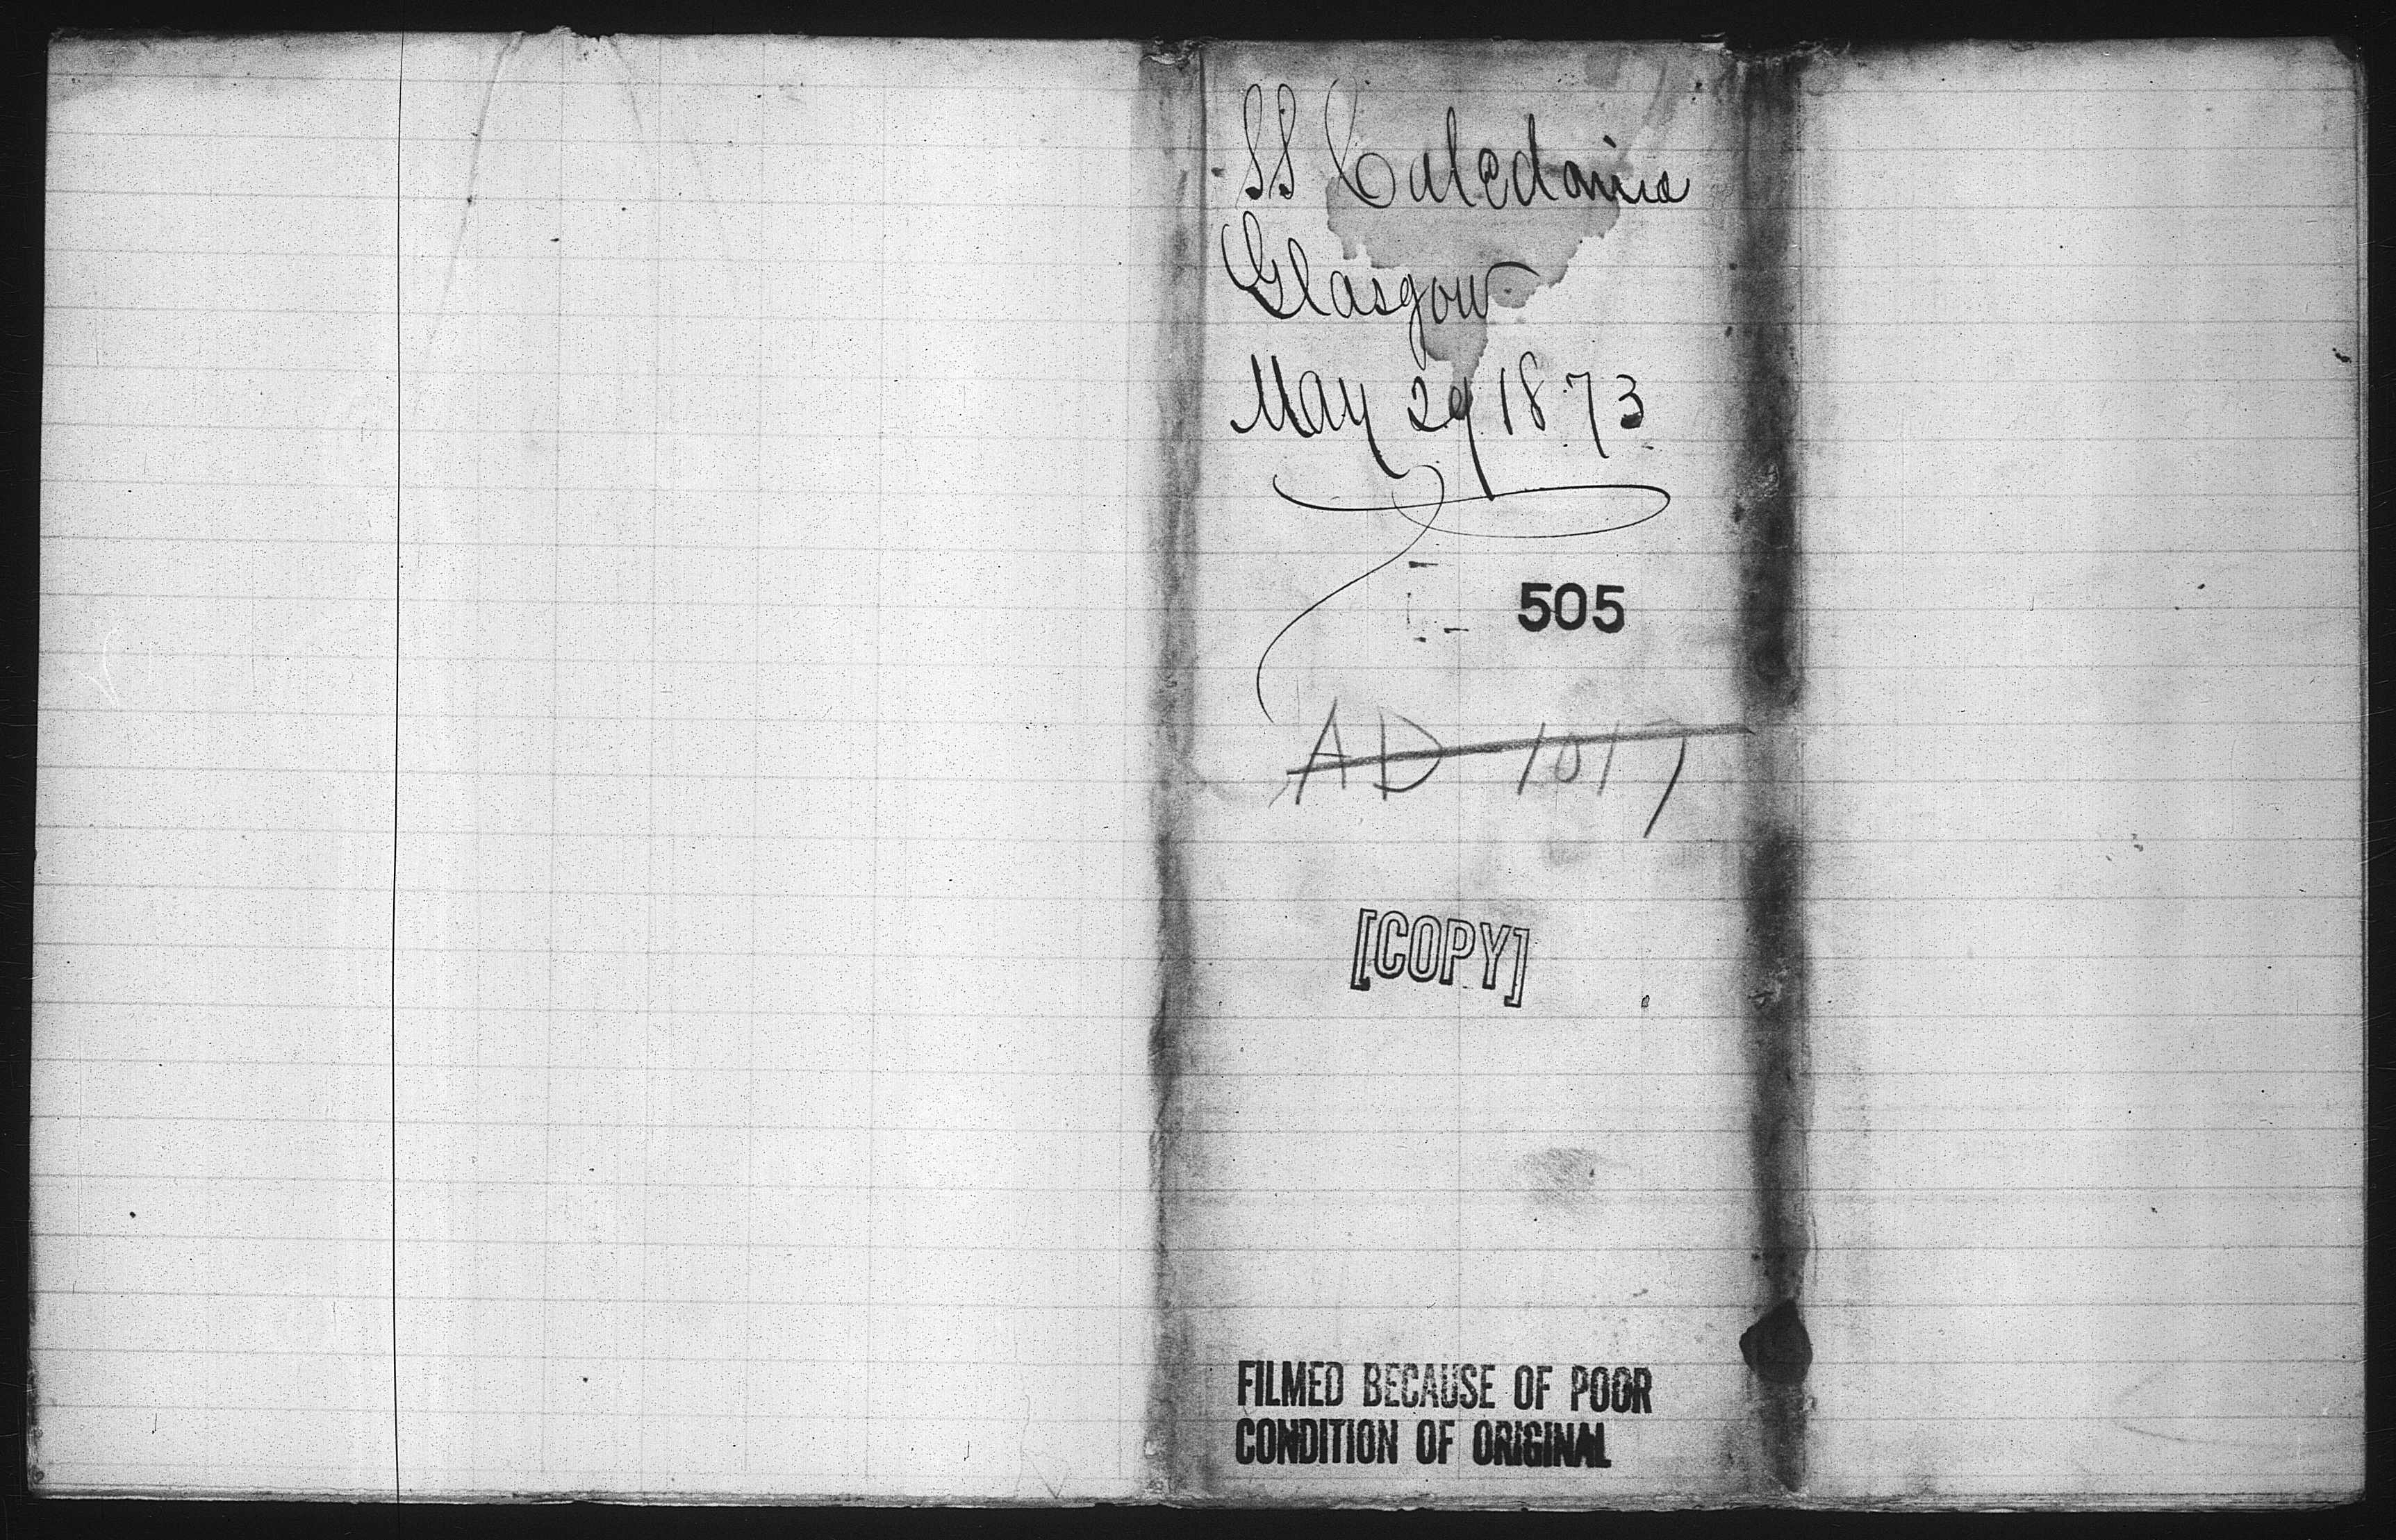 SS Caledonia
Glasgow
May 29 1873
505
AD 1017
[COPY]
FILMED BECAUSE OF POOR
CONDITION OF ORIGINAL